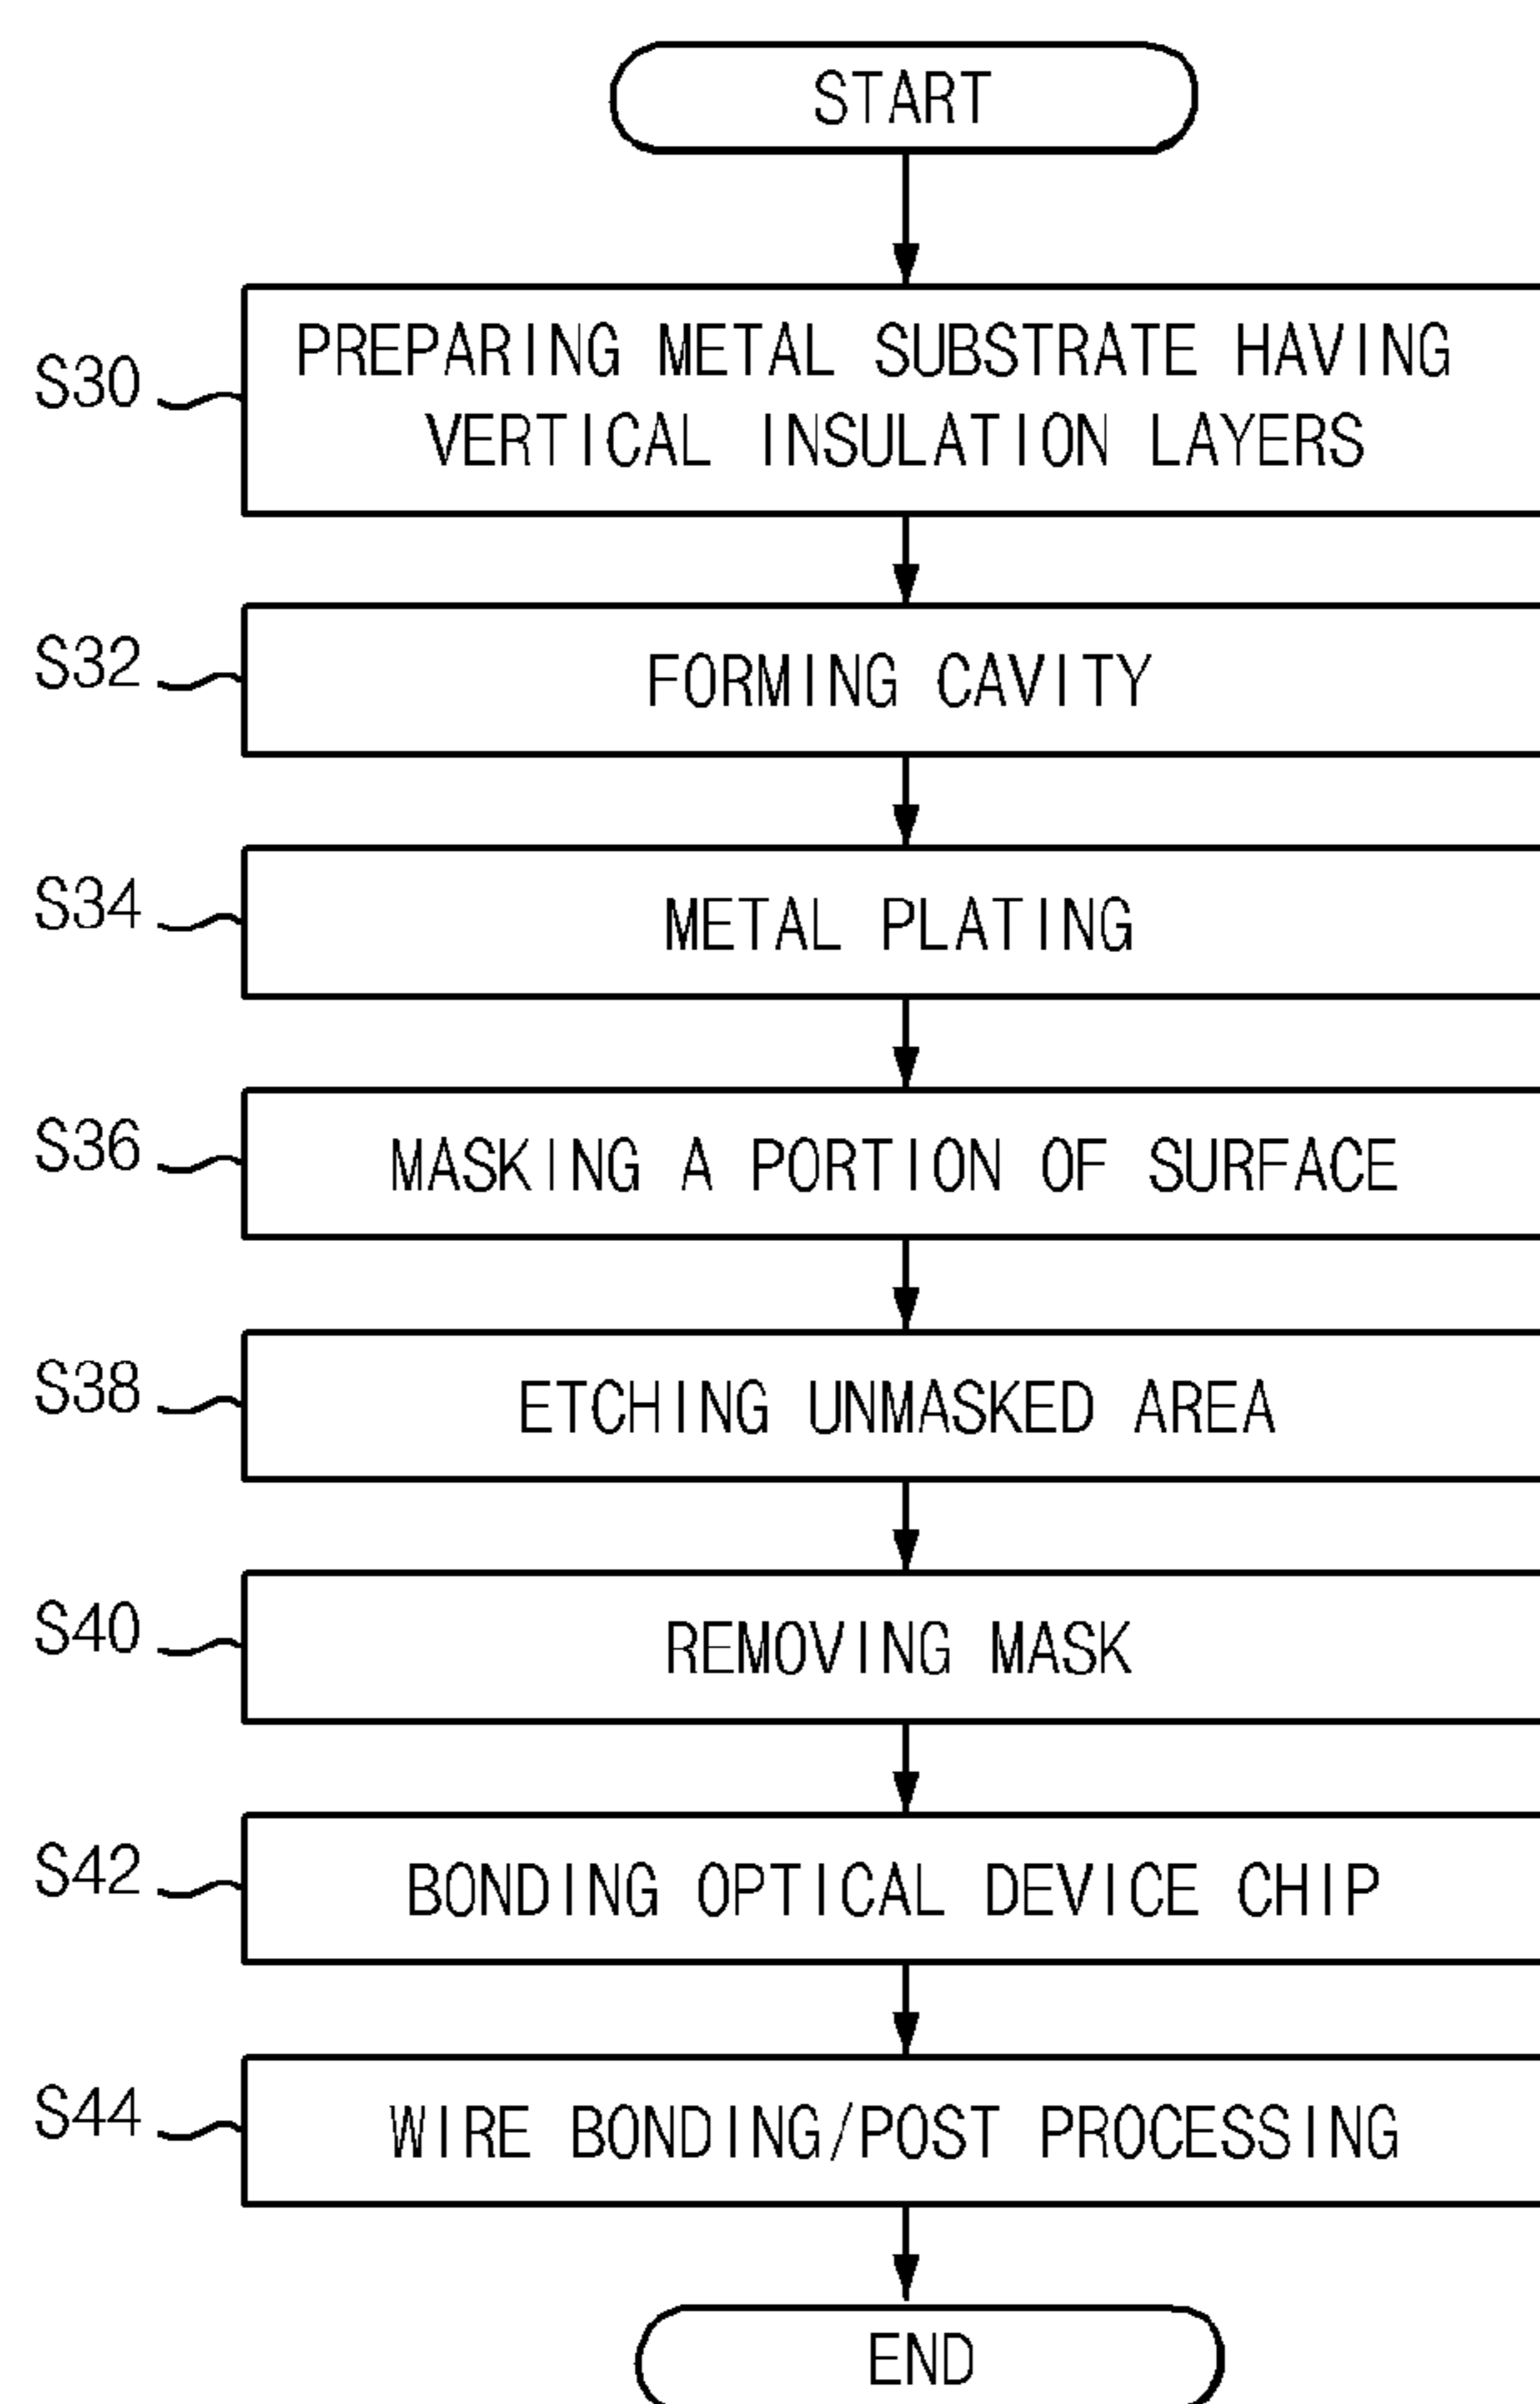 START
S30
PREPARING METAL SUBSTRATE HAVING
VERTICAL INSULATION LAYERS
S32
FORMING CAVITY
S34
METAL PLATING
S36
MASKING A PORTION OF SURFACE
S38
ETCHING UNMASKED AREA
S40
REMOVING MASK
S42
BONDING OPTICAL DEVICE CHIP
S44
WIRE BONDING/POST PROCESSING
END